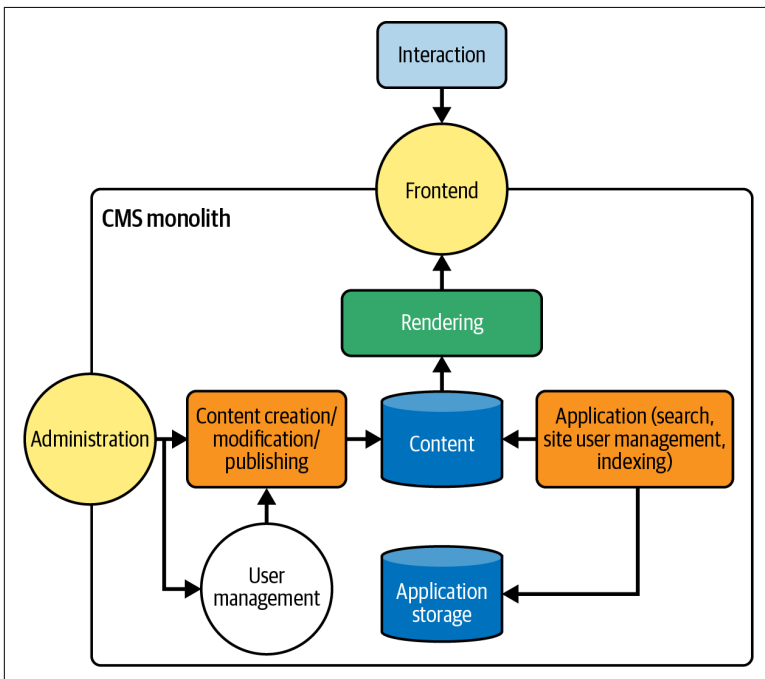 Interaction
Frontend
CMS monolith
Rendering
Administration
Content creation/
modification/
publishing
Content
Application (search,
site user management,
indexing)
User
management
Application
storage